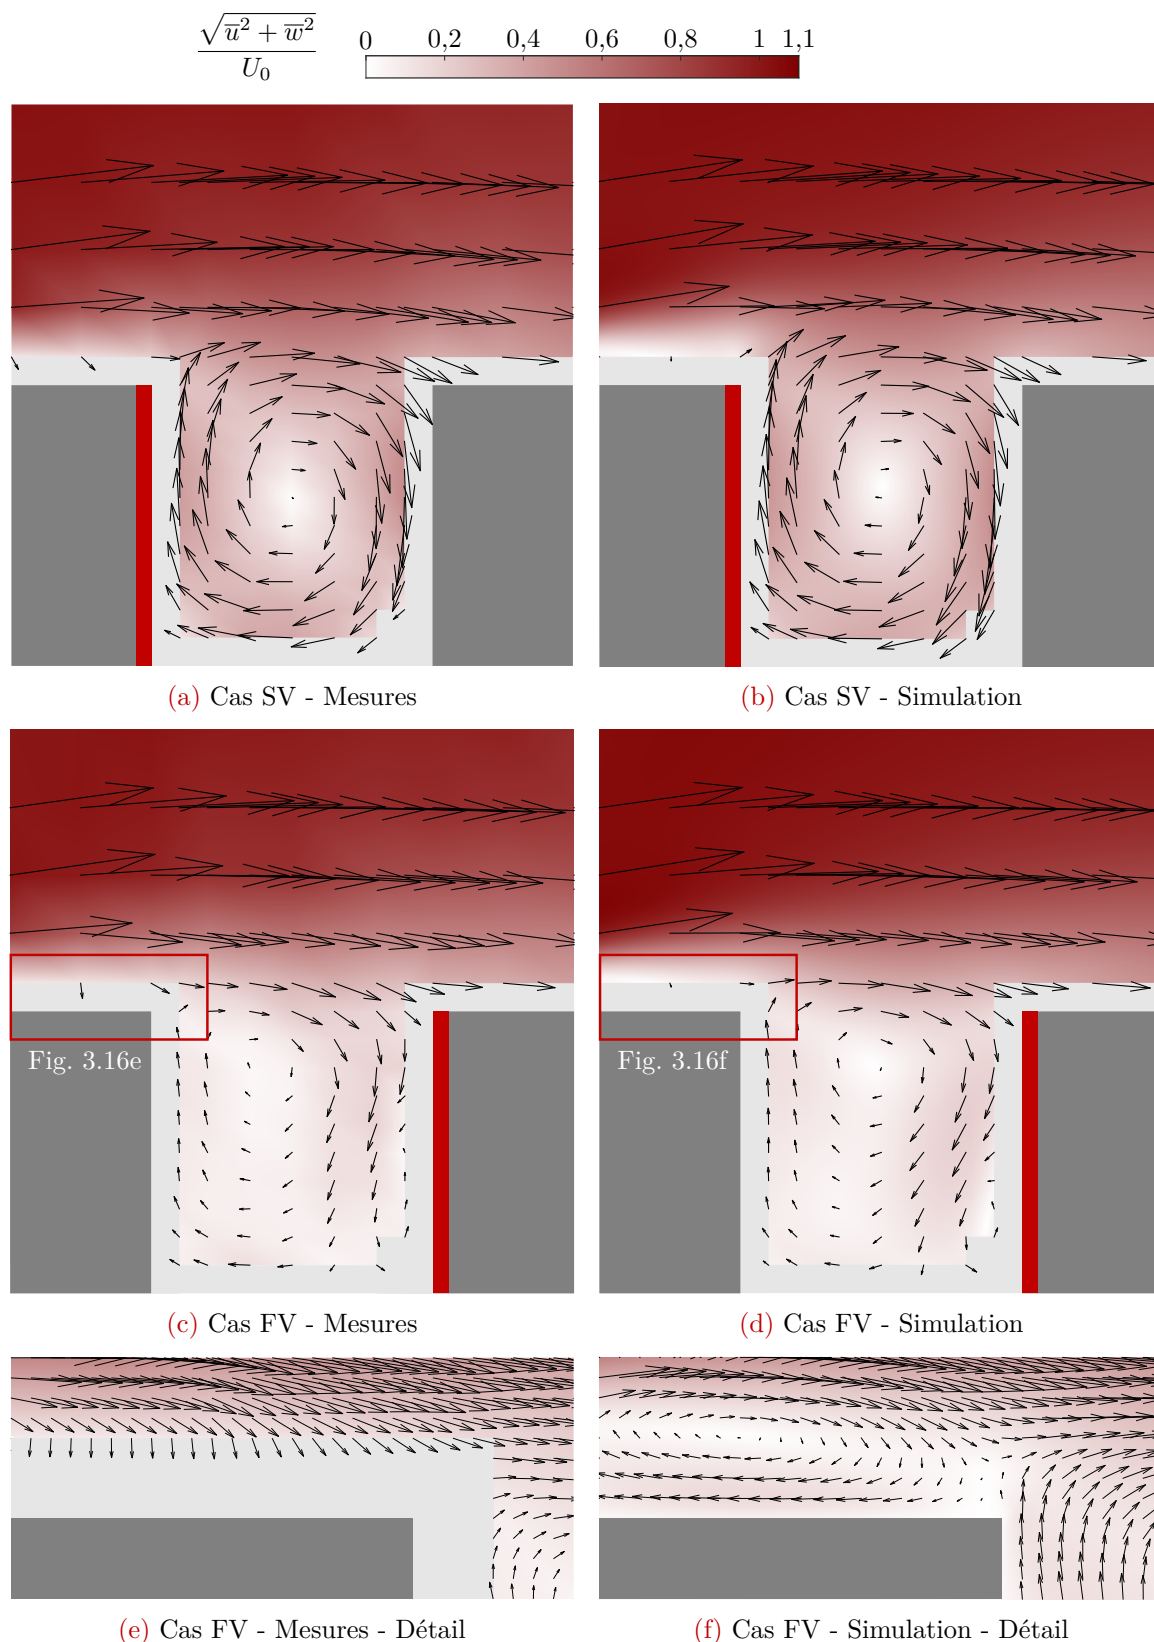 √(u̅² + w̅²)
U₀
0 0,2 0,4 0,6 0,8 1 1,1
(a) Cas SV - Mesures
(b) Cas SV - Simulation
Fig. 3.16e
Fig. 3.16f
(c) Cas FV - Mesures
(d) Cas FV - Simulation
(e) Cas FV - Mesures - Détail
(f) Cas FV - Simulation - Détail